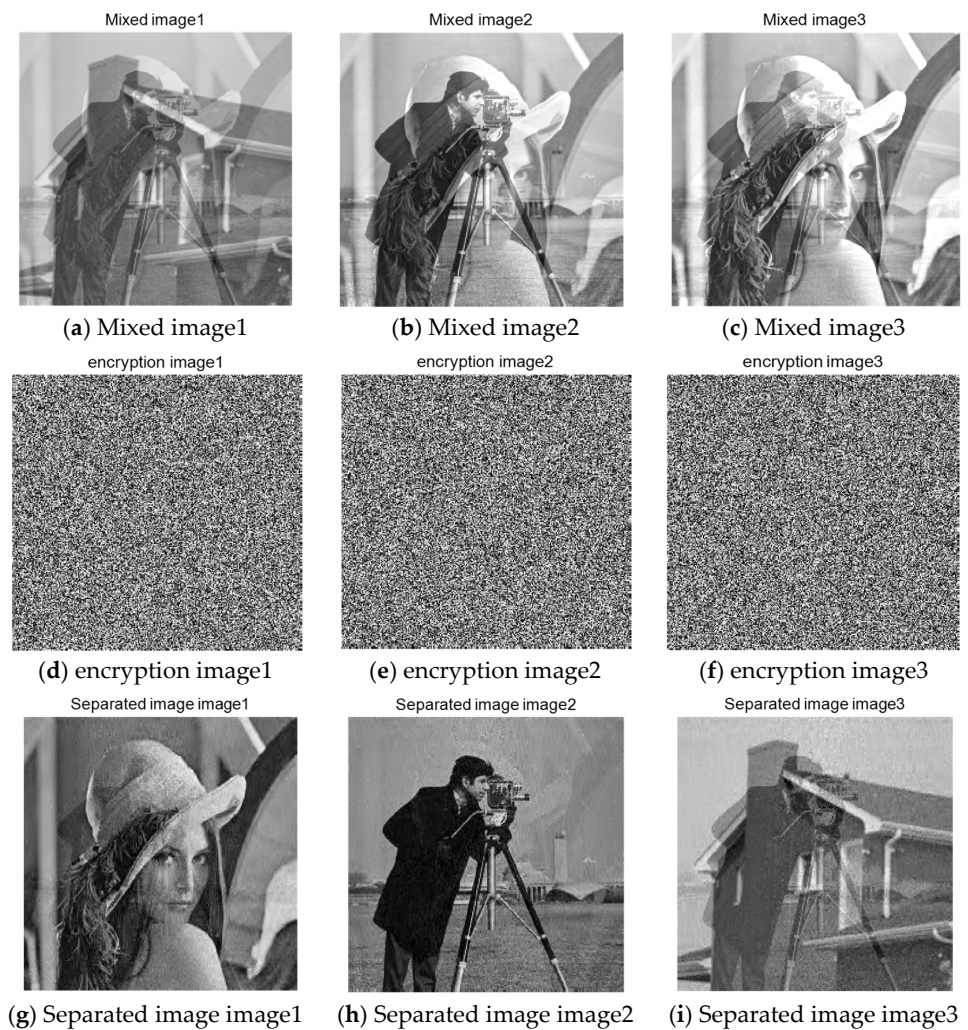 Mixed image1
Mixed image2
Mixed image3
(a) Mixed image1
(b) Mixed image2
(c) Mixed image3
encryption image1
encryption image2
encryption image3
(d) encryption image1
(e) encryption image2
(f) encryption image3
Separated image image1
Separated image image2
Separated image image3
(g) Separated image image1
(h) Separated image image2
(i) Separated image image3